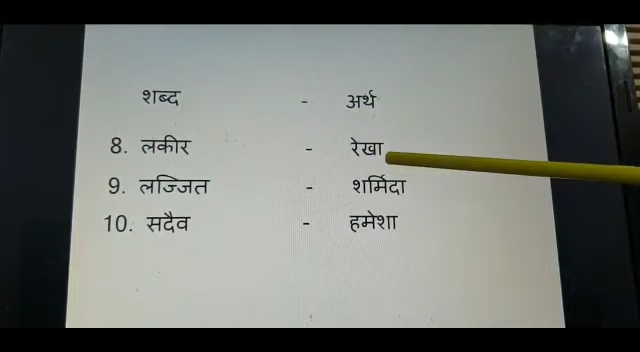 शब्द - अर्थ
8. लकीर - रेखा
9. लज्जित - शर्मिंदा
10. सदैव - हमेशा